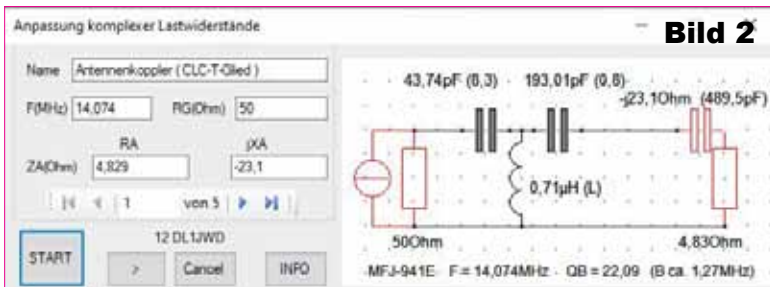 Anpassung komplexer Lastwiderstände
Bild 2
Name Antennenkoppler ( CLC-T-Glied )
F(MHz) 14.074 RG(Ohm) 50
RA jXA
ZA(Ohm) 4,829 -23,1
1 von 5
12 DL1JWD
START > Cancel INFO
43,74pF (6,3) 193,01pF (0,8)
-j23,1Ohm (489,5pF)
0,71µH (L)
50Ohm 4,83Ohm
MFJ-941E F = 14,074MHz QB = 22,09 (B ca. 1,27MHz)